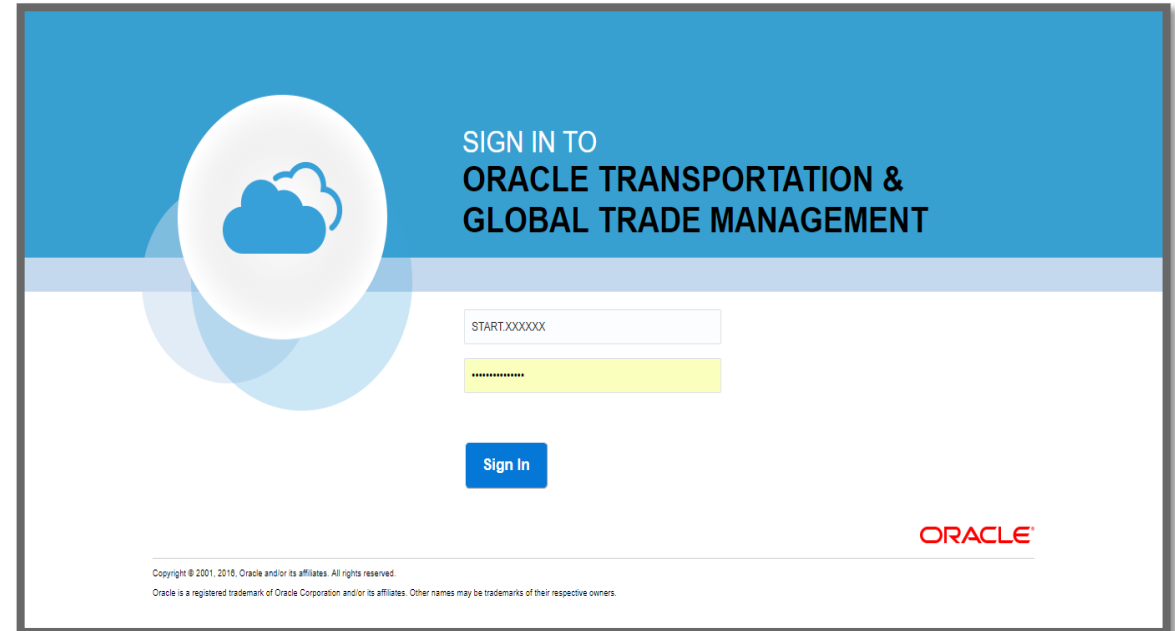 SIGN IN TO
ORACLE TRANSPORTATION &
GLOBAL TRADE MANAGEMENT
START.XXXXXX
•••••••••••••••
Sign In
ORACLE®
Copyright © 2001, 2016, Oracle and/or its affiliates. All rights reserved.
Oracle is a registered trademark of Oracle Corporation and/or its affiliates. Other names may be trademarks of their respective owners.